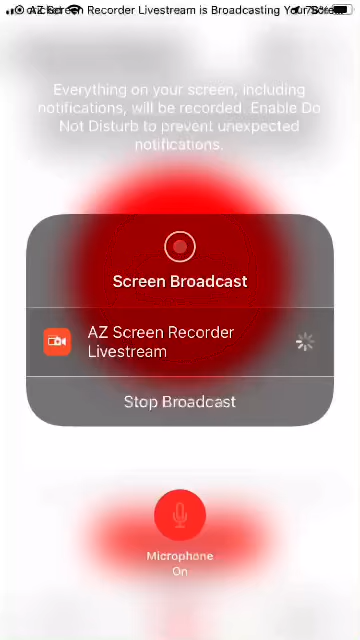 AZ Screen Recorder Livestream is Broadcasting Your Scre
Everything on your screen, including
notifications, will be recorded. Enable Do
Not Disturb to prevent unexpected
notifications.
Screen Broadcast
AZ Screen Recorder
Livestream
Stop Broadcast
Microphone
On